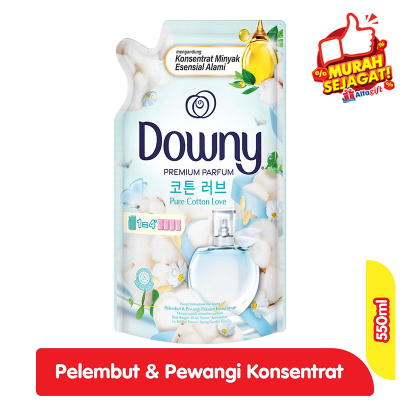 mengandung
Konsentrat Minyak
Esensial Alami
MURAH
SEJAGAT!
Alfagift
Downy
PREMIUM PARFUM
코튼 러브
Pure Cotton Love
1=4
Pelembut & Pewangi Pakaian Konsentrat
550ml
Pelembut & Pewangi Konsentrat